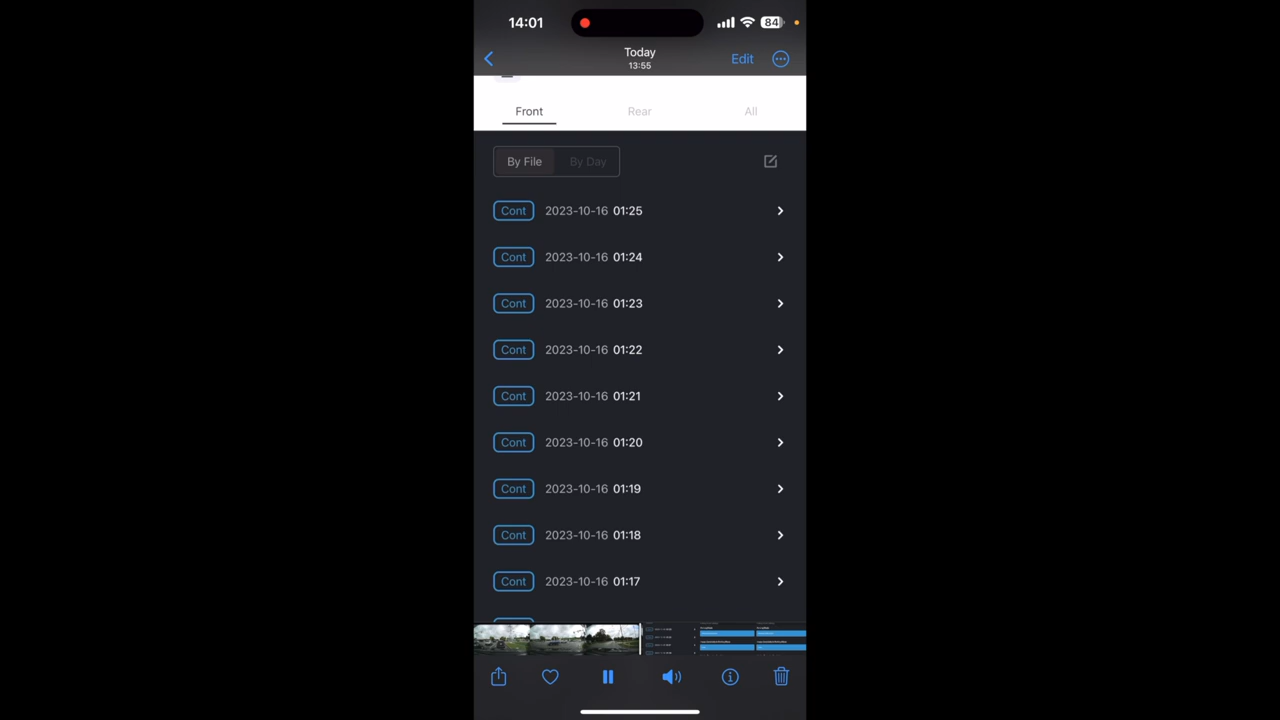 14:01
84
Today
13:55
Edit
Front Rear All
By File By Day
Cont 2023-10-16 01:25
Cont 2023-10-16 01:24
Cont 2023-10-16 01:23
Cont 2023-10-16 01:22
Cont 2023-10-16 01:21
Cont 2023-10-16 01:20
Cont 2023-10-16 01:19
Cont 2023-10-16 01:18
Cont 2023-10-16 01:17